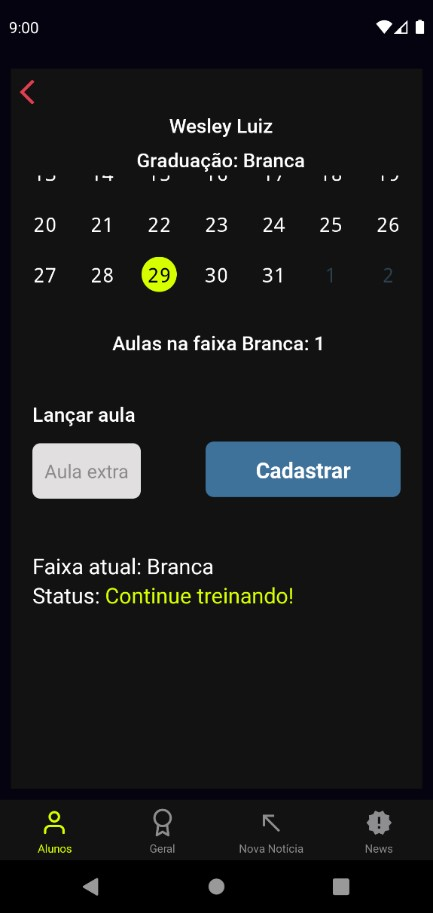 9:00
Wesley Luiz
Graduação: Branca
13 14 15 16 17 18 19
20 21 22 23 24 25 26
27 28 29 30 31 1 2
Aulas na faixa Branca: 1
Lançar aula
Aula extra
Cadastrar
Faixa atual: Branca
Status: Continue treinando!
Alunos Geral Nova Notícia News